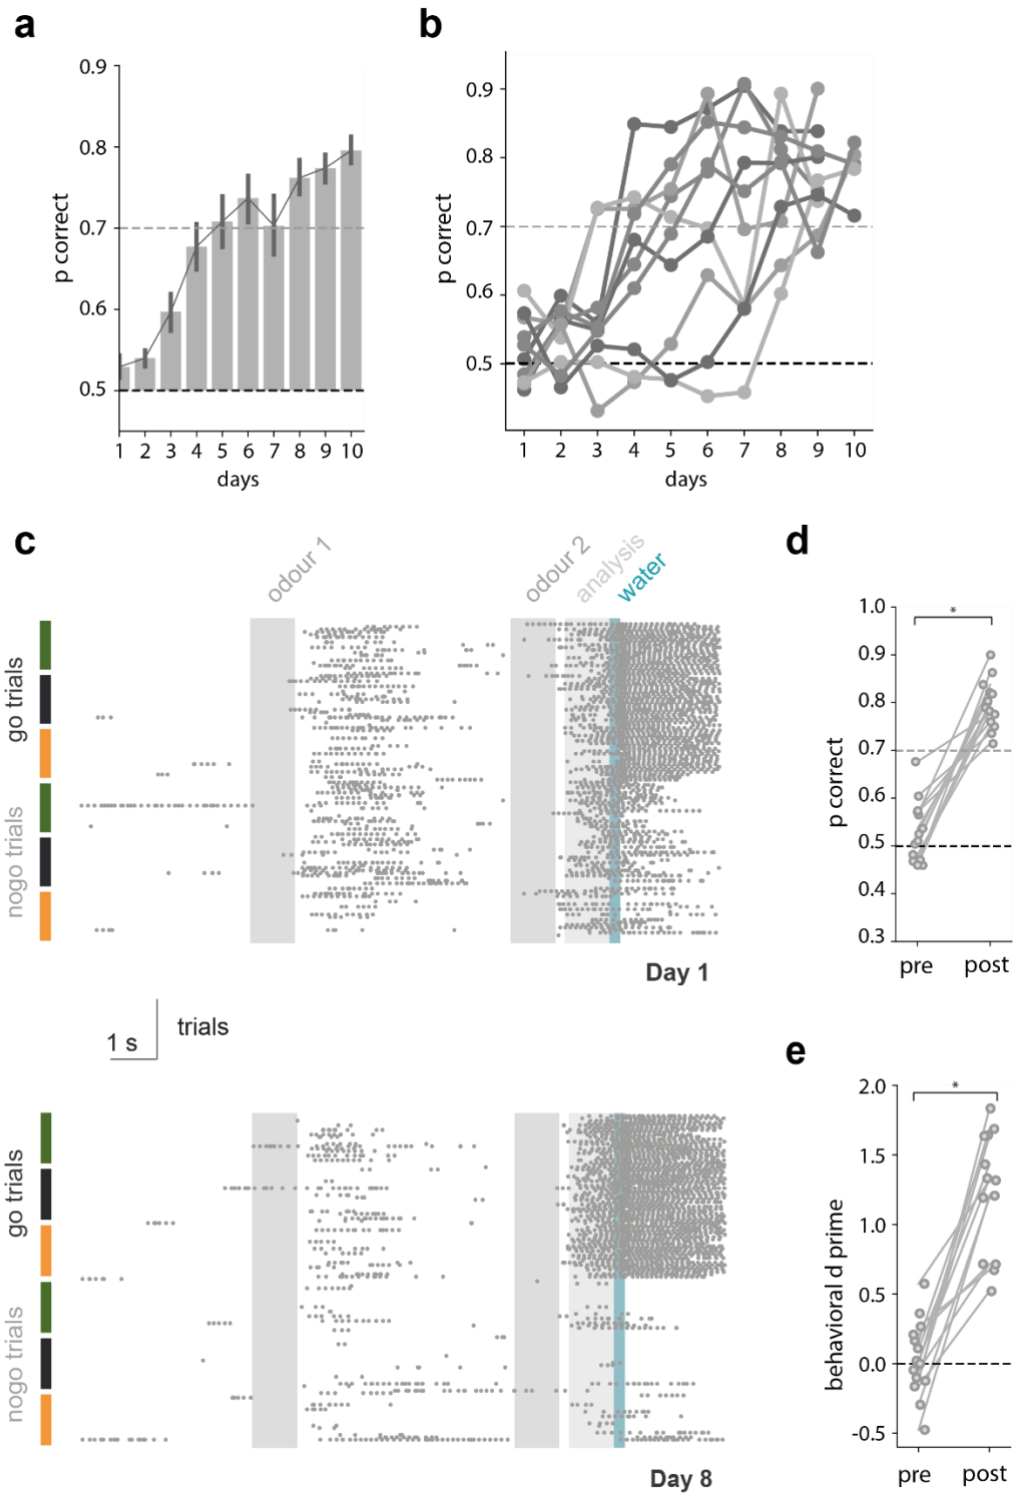 a
0.9
0.8
0.7
0.6
0.5
p correct
1 2 3 4 5 6 7 8 9 10
days
b
0.9
0.8
0.7
0.6
0.5
p correct
1 2 3 4 5 6 7 8 9 10
days
c
odour 1
odour 2
analysis
water
go trials
nogo trials
Day 1
1 s
trials
go trials
nogo trials
Day 8
d
1.0
0.9
0.8
0.7
0.6
0.5
0.4
0.3
p correct
*
pre post
e
2.0
1.5
1.0
0.5
0.0
-0.5
behavioral d prime
*
pre post